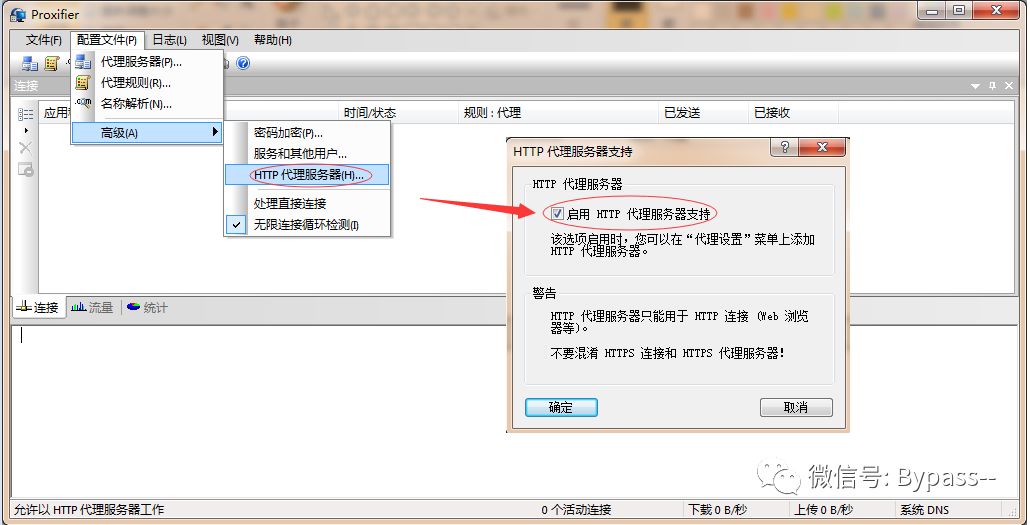 Proxifier
文件(F) 配置文件(P) 日志(L) 视图(V) 帮助(H)
代理服务器(P)...
代理规则(R)...
.com 名称解析(N)...
高级(A)
连接
应用 时间/状态 规则 : 代理 已发送 已接收
密码加密(P)...
服务和其他用户...
HTTP 代理服务器(H)...
处理直接连接
无限连接循环检测(I)
HTTP 代理服务器支持
HTTP 代理服务器
启用 HTTP 代理服务器支持
该选项启用时，您可以在“代理设置”菜单上添加
HTTP 代理服务器。
警告
HTTP 代理服务器只能用于 HTTP 连接 (Web 浏览
器等)。
不要混淆 HTTPS 连接和 HTTPS 代理服务器!
确定 取消
连接 流量 统计
微信号: Bypass--
允许以 HTTP 代理服务器工作 0 个活动连接 下载 0 B/秒 上传 0 B/秒 系统 DNS